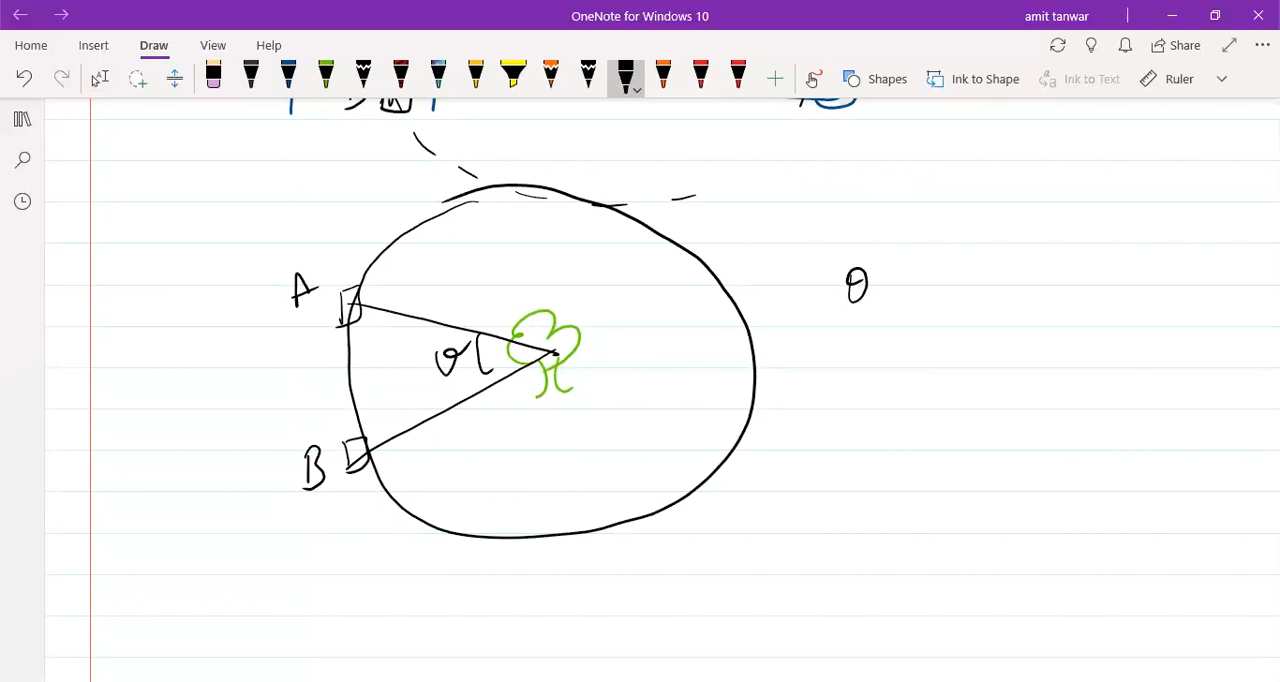 OneNote for Windows 10
amit tanwar
Home Insert Draw View Help
Share
Shapes
Ink to Shape
Ink to Text
Ruler
A
θ
B